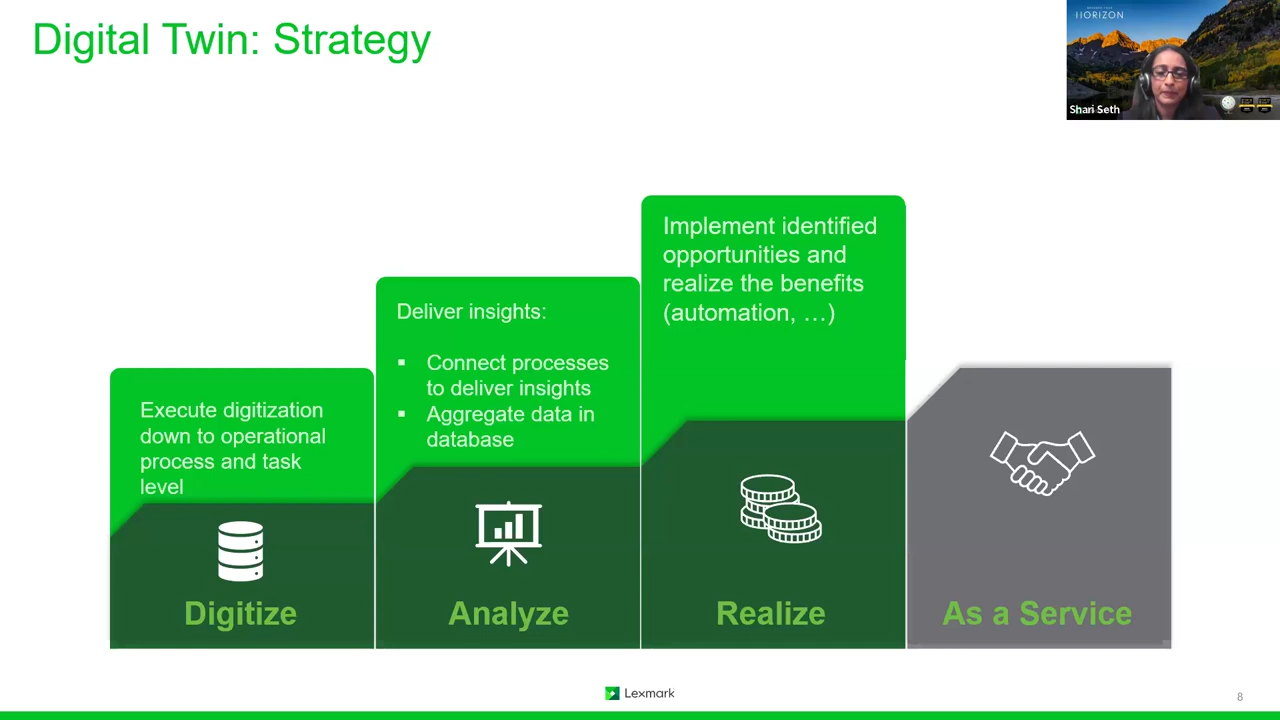 Digital Twin: Strategy
HORIZON
Shari Seth
Implement identified
opportunities and
realize the benefits
(automation, …)
Deliver insights:
▪ Connect processes
to deliver insights
▪ Aggregate data in
database
Execute digitization
down to operational
process and task
level
Digitize
Analyze
Realize
As a Service
Lexmark
8